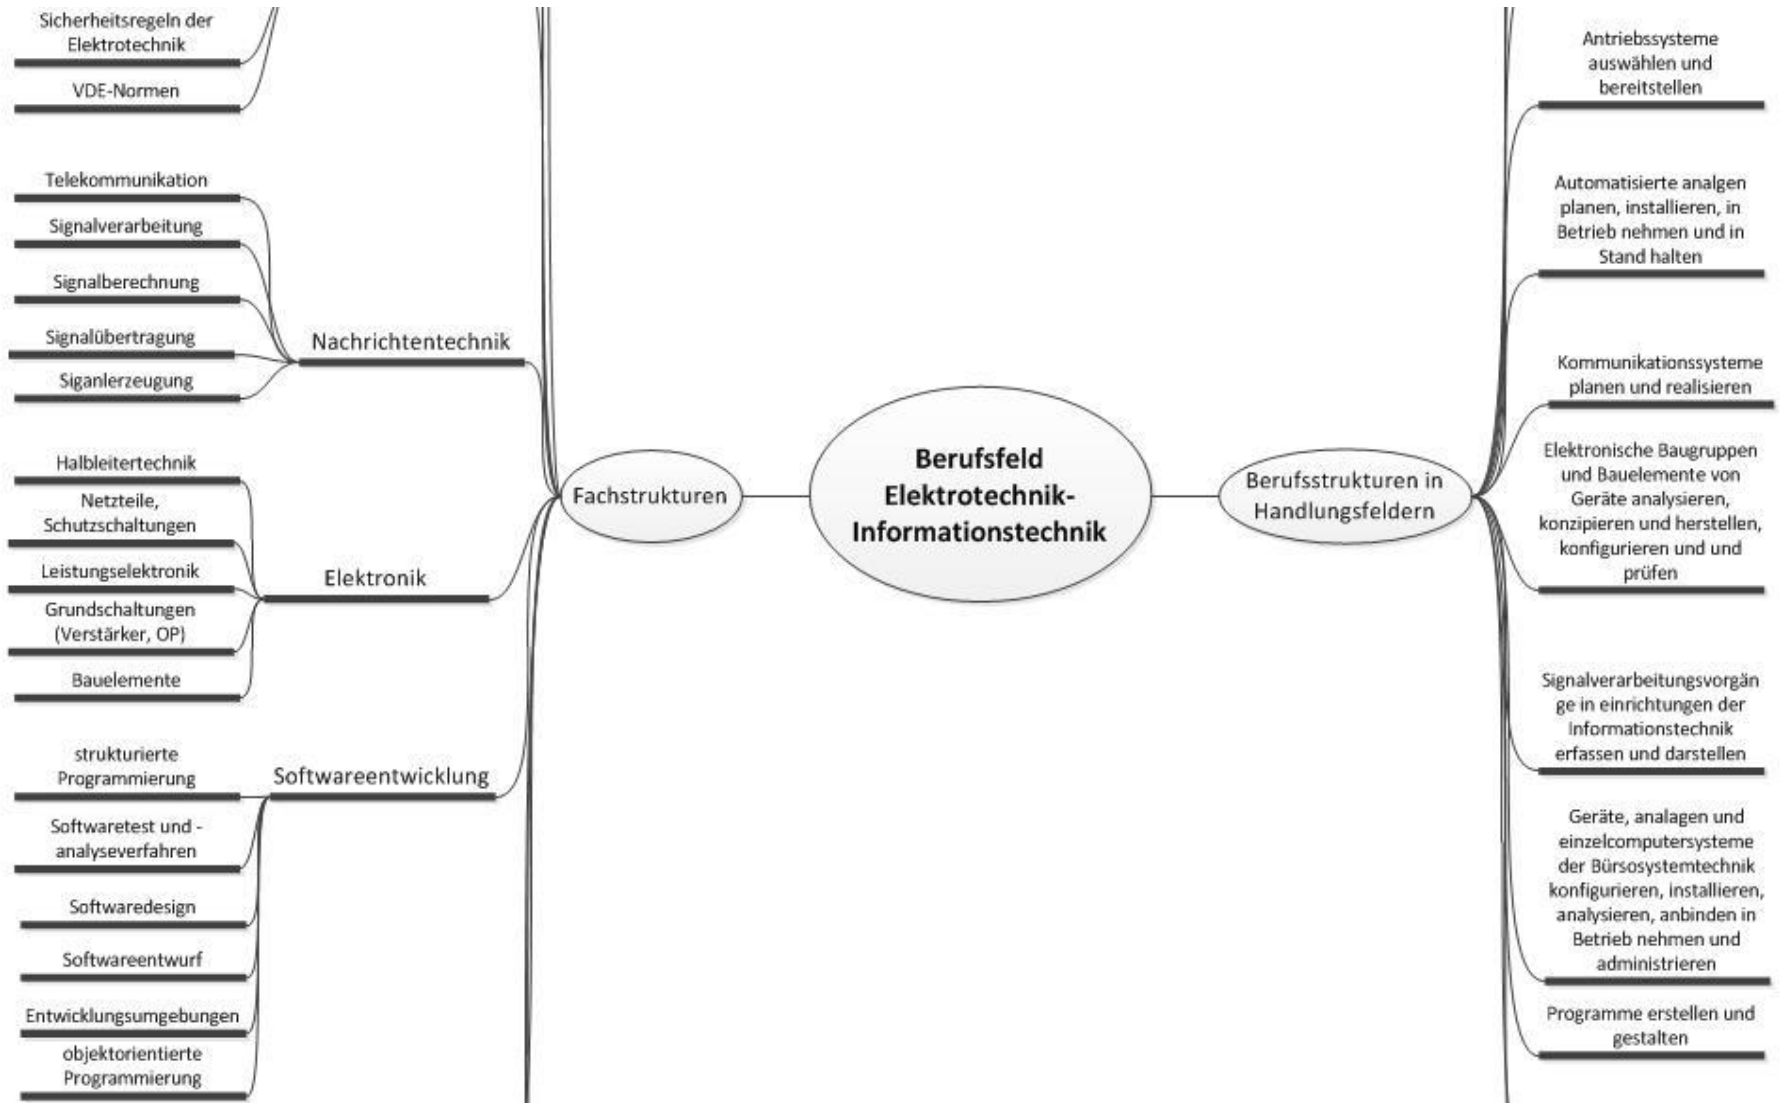 Sicherheitsregeln der
Elektrotechnik
VDE-Normen
Telekommunikation
Signalverarbeitung
Signalberechnung
Signalübertragung
Siganlerzeugung
Nachrichtentechnik
Halbleitertechnik
Netzteile,
Schutzschaltungen
Leistungselektronik
Grundschaltungen
(Verstärker, OP)
Bauelemente
Elektronik
strukturierte
Programmierung
Softwaretest und -
analyseverfahren
Softwaredesign
Softwareentwurf
Entwicklungsumgebungen
objektorientierte
Programmierung
Softwareentwicklung
Fachstrukturen
Berufsfeld
Elektrotechnik-
Informationstechnik
Berufsstrukturen in
Handlungsfeldern
Antriebssysteme
auswählen und
bereitstellen
Automatisierte analgen
planen, installieren, in
Betrieb nehmen und in
Stand halten
Kommunikationssysteme
planen und realisieren
Elektronische Baugruppen
und Bauelemente von
Geräte analysieren,
konzipieren und herstellen,
konfigurieren und und
prüfen
Signalverarbeitungsvorgän
ge in einrichtungen der
Informationstechnik
erfassen und darstellen
Geräte, analagen und
einzelcomputersysteme
der Bürsosystemtechnik
konfigurieren, installieren,
analysieren, anbinden in
Betrieb nehmen und
administrieren
Programme erstellen und
gestalten